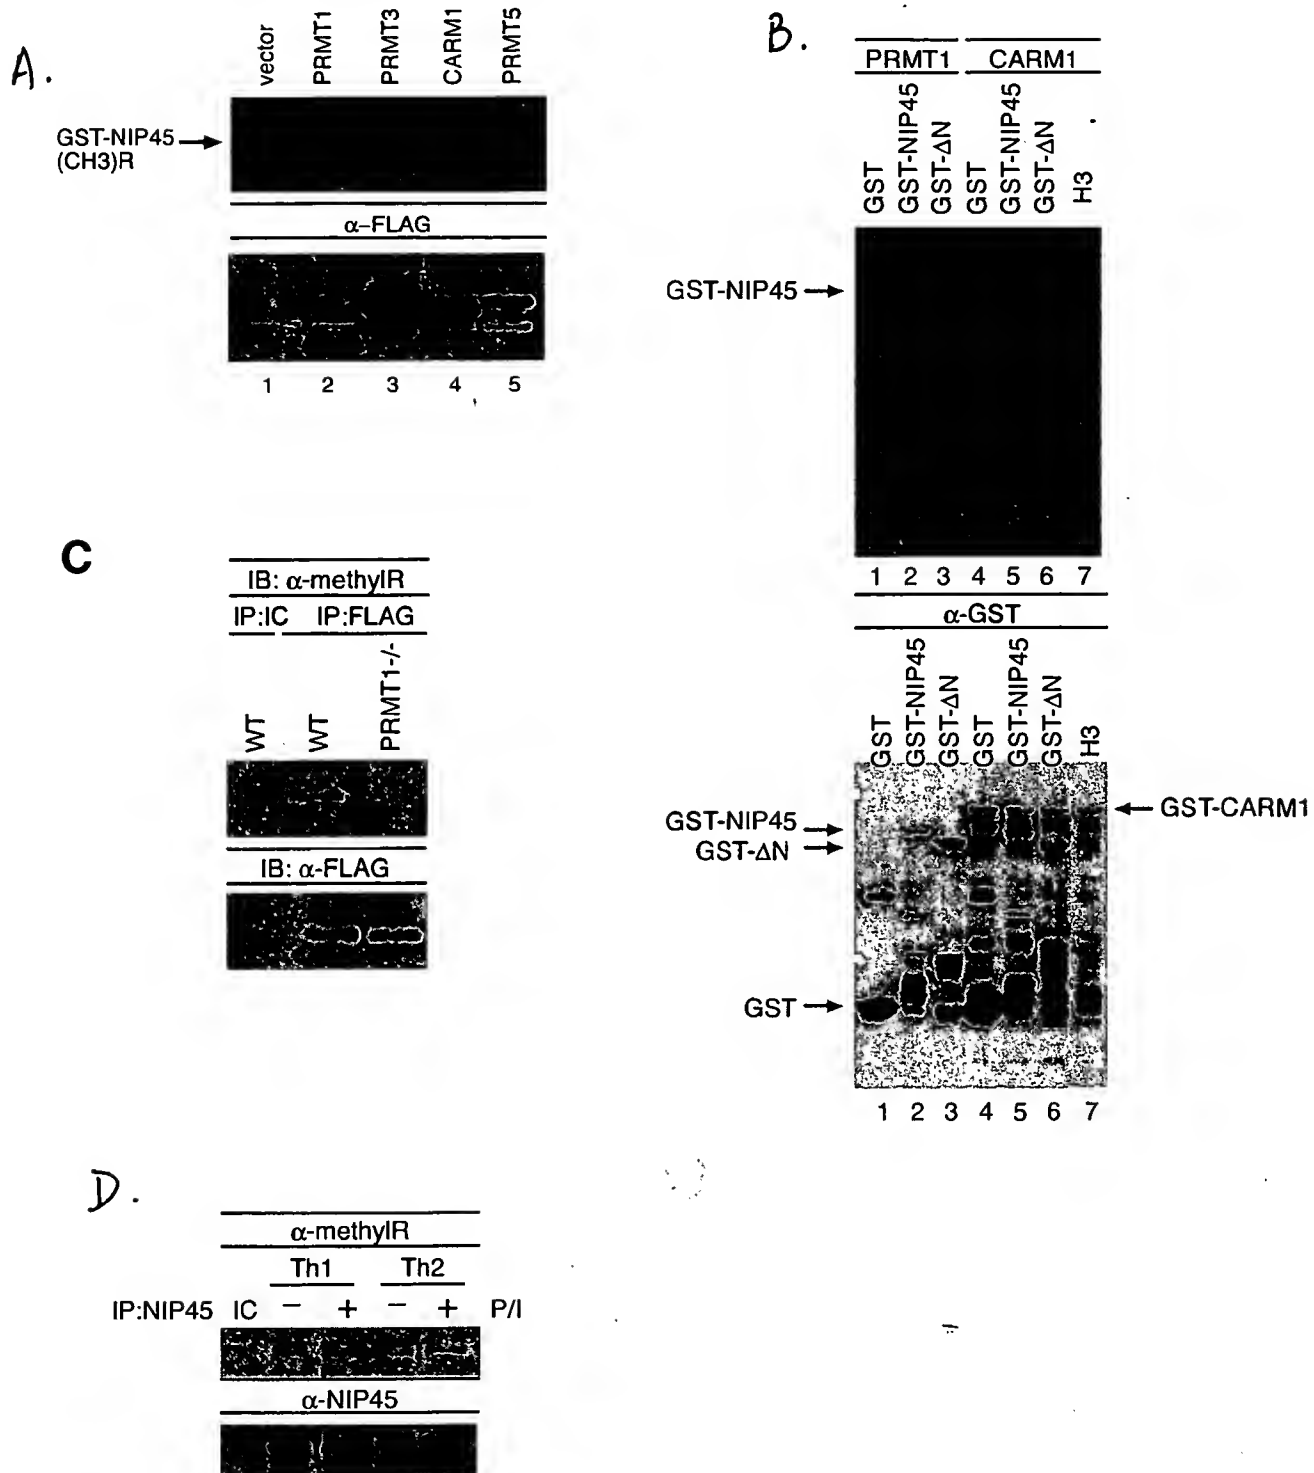 A.
vector
PRMT1
PRMT3
CARM1
PRMT5
GST-NIP45
(CH3)R
α-FLAG
1 2 3 4 5
B.
PRMT1 CARM1
GST
GST-NIP45
GST-ΔN
GST
GST-NIP45
GST-ΔN
H3
GST-NIP45
1 2 3 4 5 6 7
α-GST
GST
GST-NIP45
GST-ΔN
GST
GST-NIP45
GST-ΔN
H3
GST-NIP45
GST-ΔN
GST-CARM1
GST
1 2 3 4 5 6 7
C
IB: α-methylR
IP:IC IP:FLAG
WT
WT
PRMT1-/-
IB: α-FLAG
D.
α-methylR
Th1 Th2
IP:NIP45 IC − + − + P/I
α-NIP45